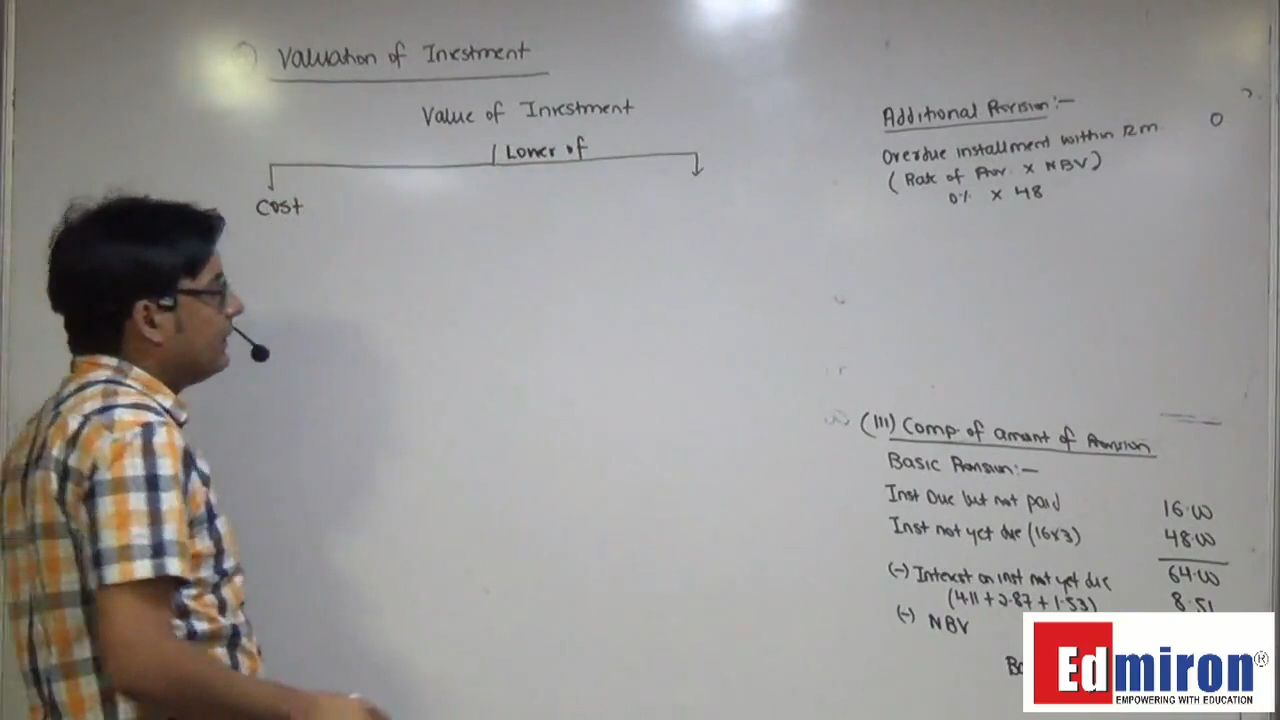 Valuation of Investment
Value of Investment
Lower of
Cost
Additional Provision:-
Overdue installment within 12 m. 0
(Rate of Prov. x NBV)
0% x 48
(III) Comp of amount of Provision
Basic Provision:-
Inst Due but not paid 16.00
Inst not yet due (16x3) 48.00
64.00
(-) Interest on inst not yet due
(4.11 + 2.87 + 1.53) 8.51
(-) NBV
Edmiron®
EMPOWERING WITH EDUCATION